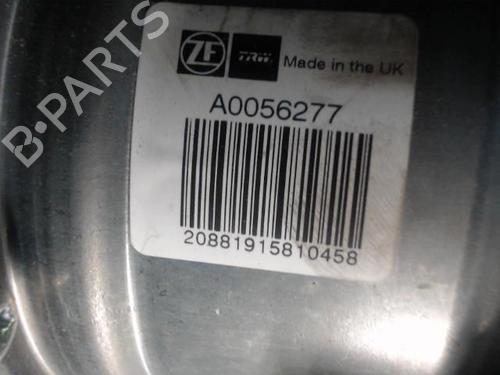 B-PARTS
ZF TRW Made in the UK
A0056277
20881915810458